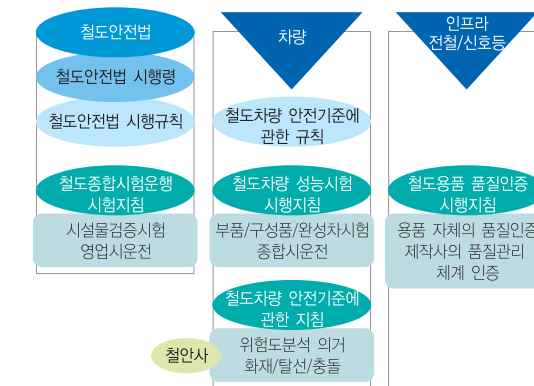 철도안전법
철도안전법 시행령
철도안전법 시행규칙
철도종합시험운행
시험지침
시설물검증시험
영업시운전
차량
철도차량 안전기준에
관한 규칙
철도차량 성능시험
시행지침
부품/구성품/완성차시험
종합시운전
철도차량 안전기준에
관한 지침
철안사
위험도분석 의거
화재/탈선/충돌
인프라
전철/신호등
철도용품 품질인증
시행지침
용품 자체의 품질인증
제작사의 품질관리
체계 인증